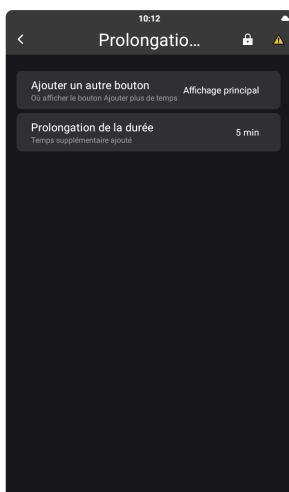 10:12
Prolongatio...
Ajouter un autre bouton
Où afficher le bouton Ajouter plus de temps
Affichage principal
Prolongation de la durée
Temps supplémentaire ajouté
5 min